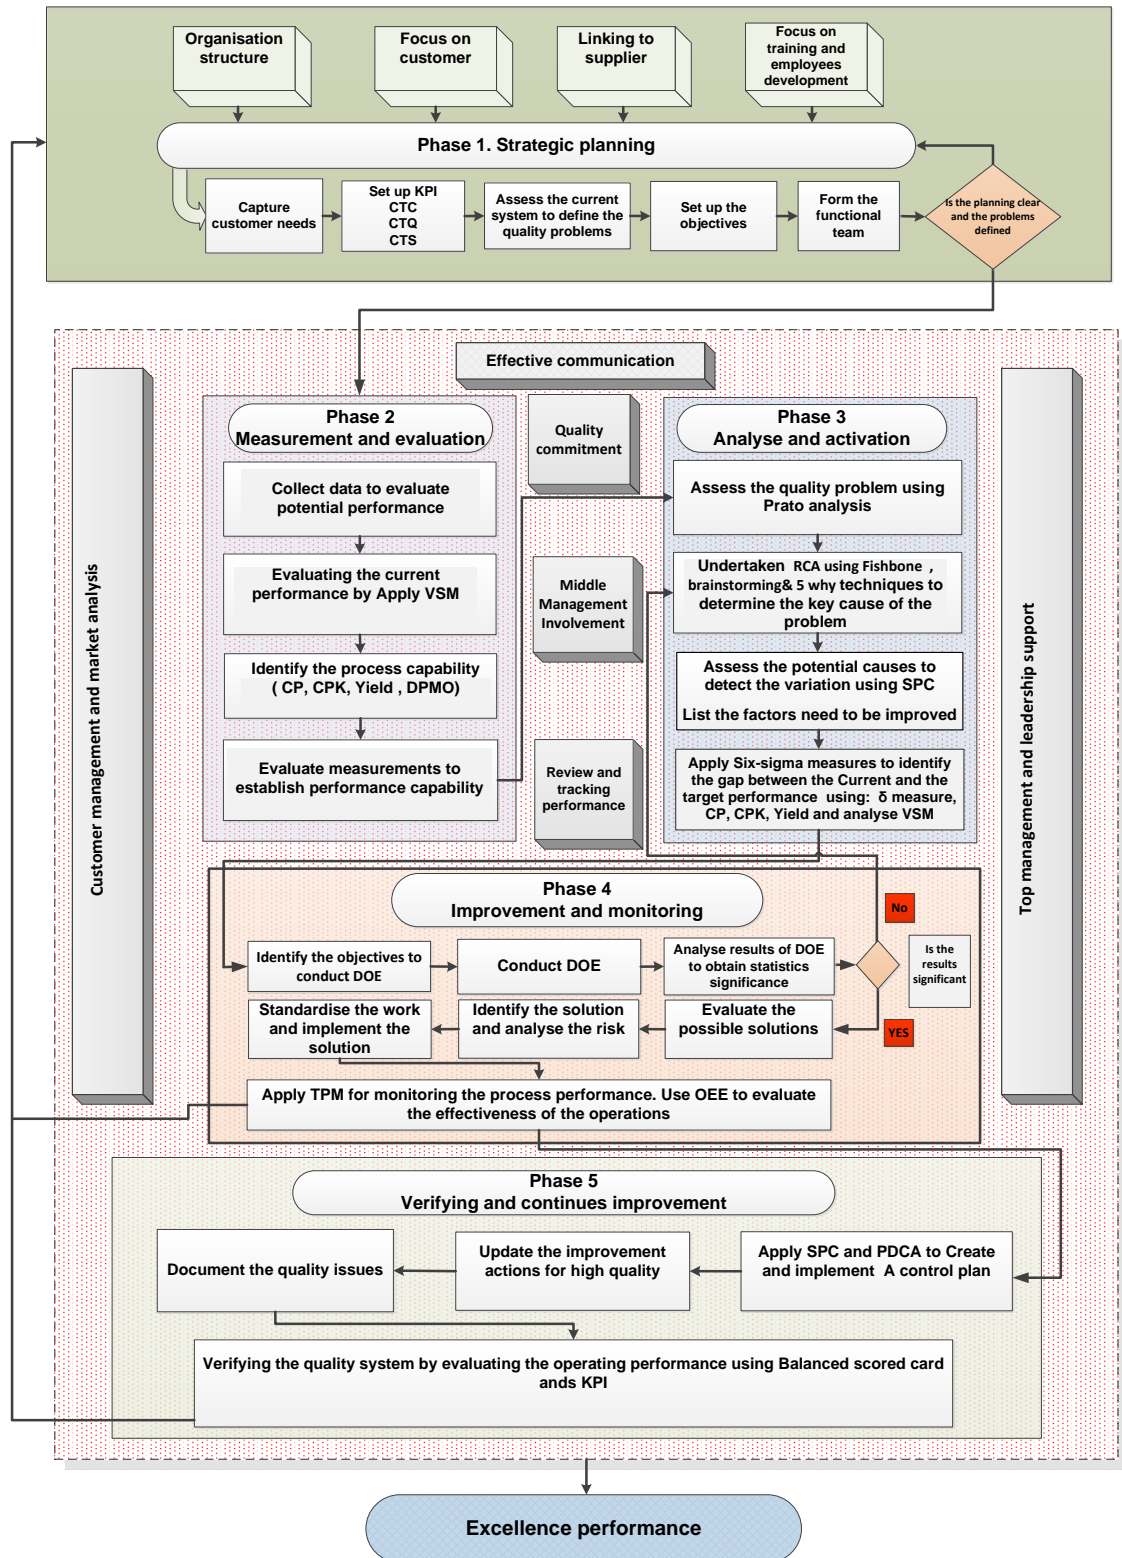 Organisation
structure
Focus on
customer
Linking to
supplier
Focus on
training and
employees
development
Phase 1. Strategic planning
Capture
customer needs
Set up KPI
CTC
CTQ
CTS
Assess the current
system to define the
quality problems
Set up the
objectives
Form the
functional
team
Is the planning clear
and the problems
defined
Effective communication
Customer management and market analysis
Top management and leadership support
Phase 2
Measurement and evaluation
Collect data to evaluate
potential performance
Evaluating the current
performance by Apply VSM
Identify the process capability
( CP, CPK, Yield , DPMO)
Evaluate measurements to
establish performance capability
Quality
commitment
Middle
Management
Involvement
Review and
tracking
performance
Phase 3
Analyse and activation
Assess the quality problem using
Prato analysis
Undertaken RCA using Fishbone ,
brainstorming& 5 why techniques to
determine the key cause of the
problem
Assess the potential causes to
detect the variation using SPC
List the factors need to be improved
Apply Six-sigma measures to identify
the gap between the Current and the
target performance using: δ measure,
CP, CPK, Yield and analyse VSM
Phase 4
Improvement and monitoring
No
Identify the objectives to
conduct DOE
Conduct DOE
Analyse results of DOE
to obtain statistics
significance
Is the
results
significant
Standardise the work
and implement the
solution
Identify the solution
and analyse the risk
Evaluate the
possible solutions
YES
Apply TPM for monitoring the process performance. Use OEE to evaluate
the effectiveness of the operations
Phase 5
Verifying and continues improvement
Document the quality issues
Update the improvement
actions for high quality
Apply SPC and PDCA to Create
and implement A control plan
Verifying the quality system by evaluating the operating performance using Balanced scored card
ands KPI
Excellence performance